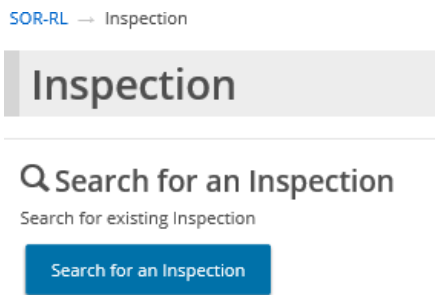 SOR-RL → Inspection
Inspection
Search for an Inspection
Search for existing Inspection
Search for an Inspection